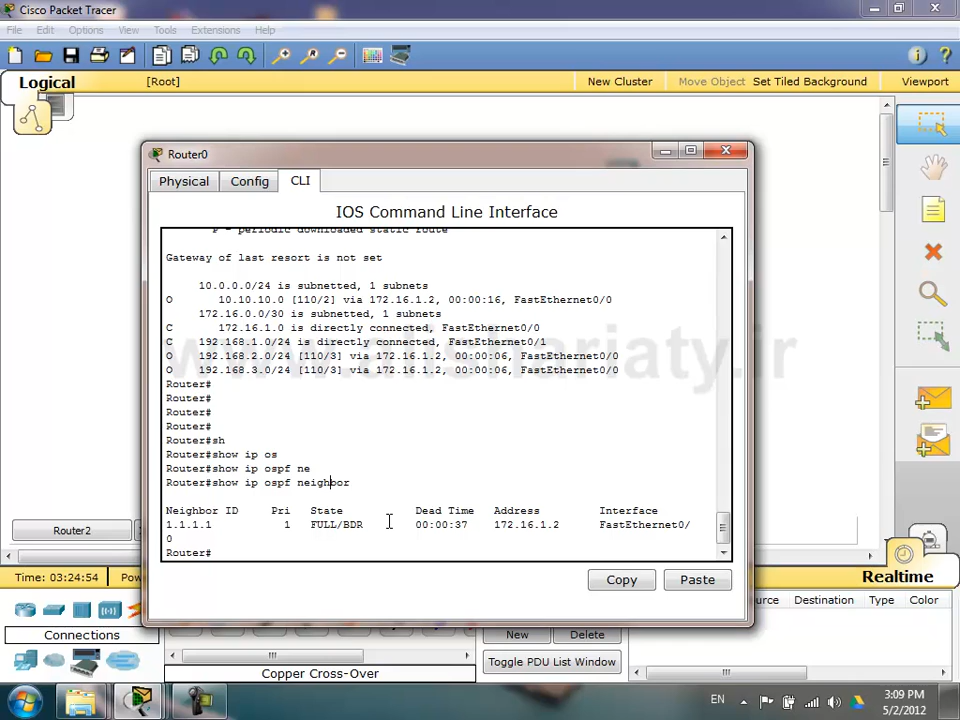 Cisco Packet Tracer
File Edit Options View Tools Extensions Help
Logical [Root] New Cluster Move Object Set Tiled Background Viewport
Router0
Physical Config CLI
IOS Command Line Interface
P - periodic downloaded static route
Gateway of last resort is not set
10.0.0.0/24 is subnetted, 1 subnets
O 10.10.10.0 [110/2] via 172.16.1.2, 00:00:16, FastEthernet0/0
172.16.0.0/30 is subnetted, 1 subnets
C 172.16.1.0 is directly connected, FastEthernet0/0
C 192.168.1.0/24 is directly connected, FastEthernet0/1
O 192.168.2.0/24 [110/3] via 172.16.1.2, 00:00:06, FastEthernet0/0
O 192.168.3.0/24 [110/3] via 172.16.1.2, 00:00:06, FastEthernet0/0
www.alishariaty.ir
Router#
Router#
Router#
Router#
Router#sh
Router#show ip os
Router#show ip ospf ne
Router#show ip ospf neighbor
Neighbor ID Pri State Dead Time Address Interface
1.1.1.1 1 FULL/BDR 00:00:37 172.16.1.2 FastEthernet0/
0
Router#
Copy Paste
Router2
Time: 03:24:54 Pow
Realtime
ource Destination Type Color
Connections
New Delete
Toggle PDU List Window
Copper Cross-Over
EN
3:09 PM
5/2/2012